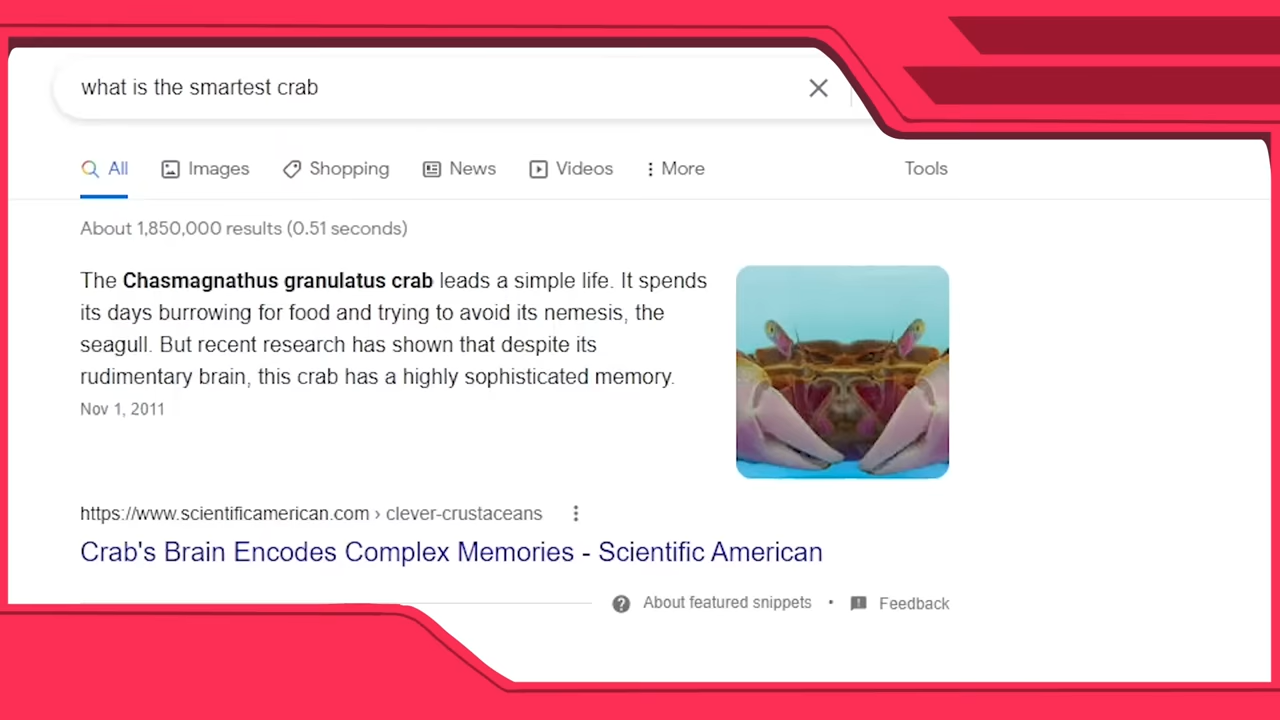 what is the smartest crab
All Images Shopping News Videos More Tools
About 1,850,000 results (0.51 seconds)
The Chasmagnathus granulatus crab leads a simple life. It spends
its days burrowing for food and trying to avoid its nemesis, the
seagull. But recent research has shown that despite its
rudimentary brain, this crab has a highly sophisticated memory.
Nov 1, 2011
https://www.scientificamerican.com › clever-crustaceans
Crab's Brain Encodes Complex Memories - Scientific American
About featured snippets • Feedback